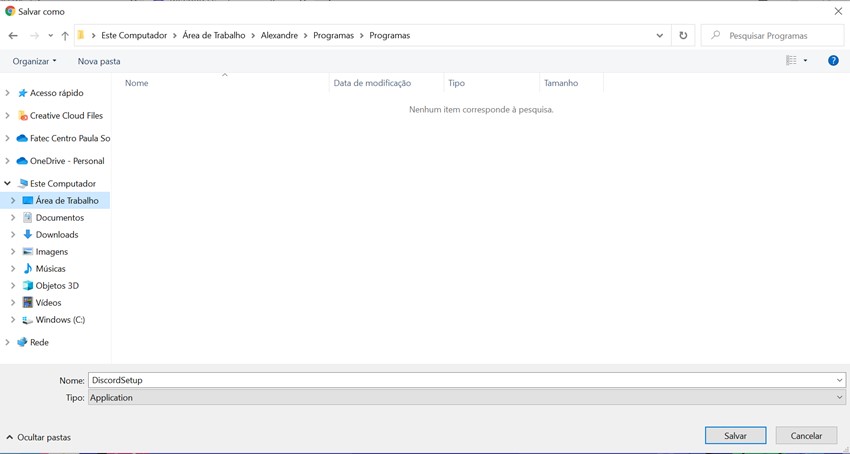 Salvar como
Este Computador > Área de Trabalho > Alexandre > Programas > Programas
Pesquisar Programas
Organizar
Nova pasta
?
Nome
Data de modificação
Tipo
Tamanho
Nenhum item corresponde à pesquisa.
Acesso rápido
Creative Cloud Files
Fatec Centro Paula So
OneDrive - Personal
Este Computador
Área de Trabalho
Documentos
Downloads
Imagens
Músicas
Objetos 3D
Vídeos
Windows (C:)
Rede
Nome: DiscordSetup
Tipo: Application
Ocultar pastas
Salvar
Cancelar